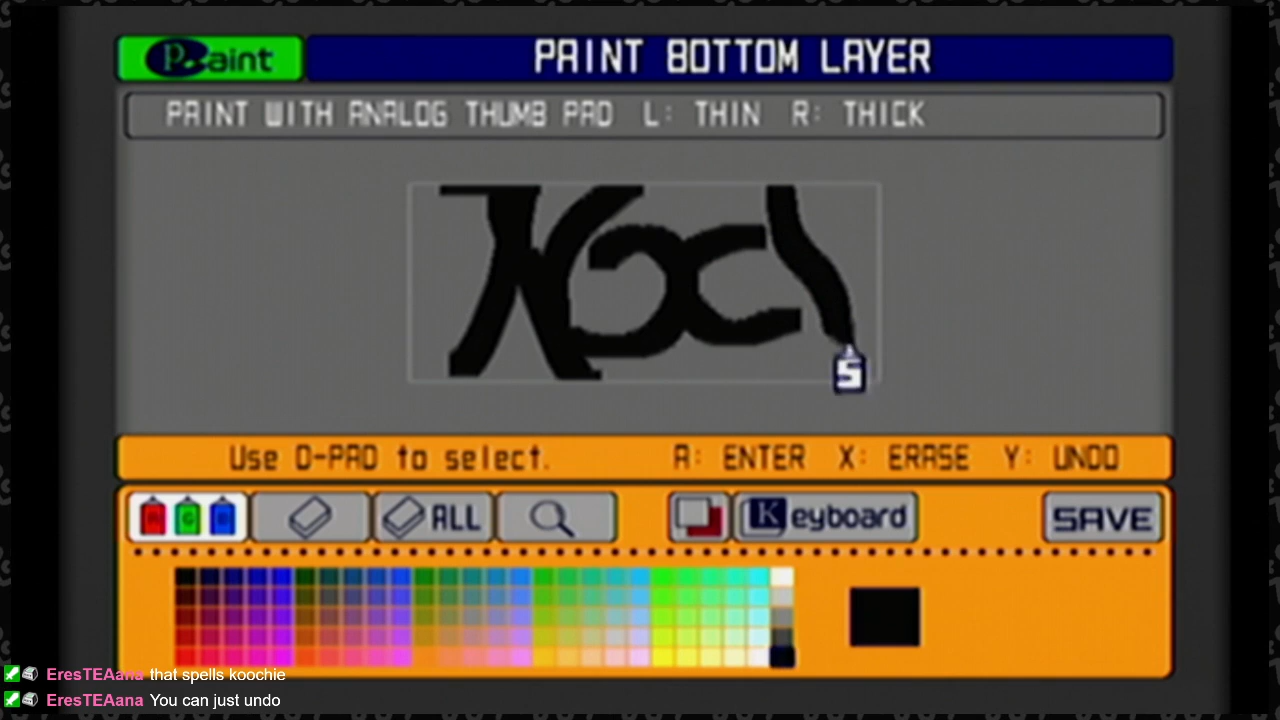 Paint
PAINT BOTTOM LAYER
PAINT WITH ANALOG THUMB PAD L: THIN R: THICK
Koc
S
Use D-PAD to select. A: ENTER X: ERASE Y: UNDO
R G B ALL Keyboard SAVE
EresTEAana that spells koochie
EresTEAana You can just undo